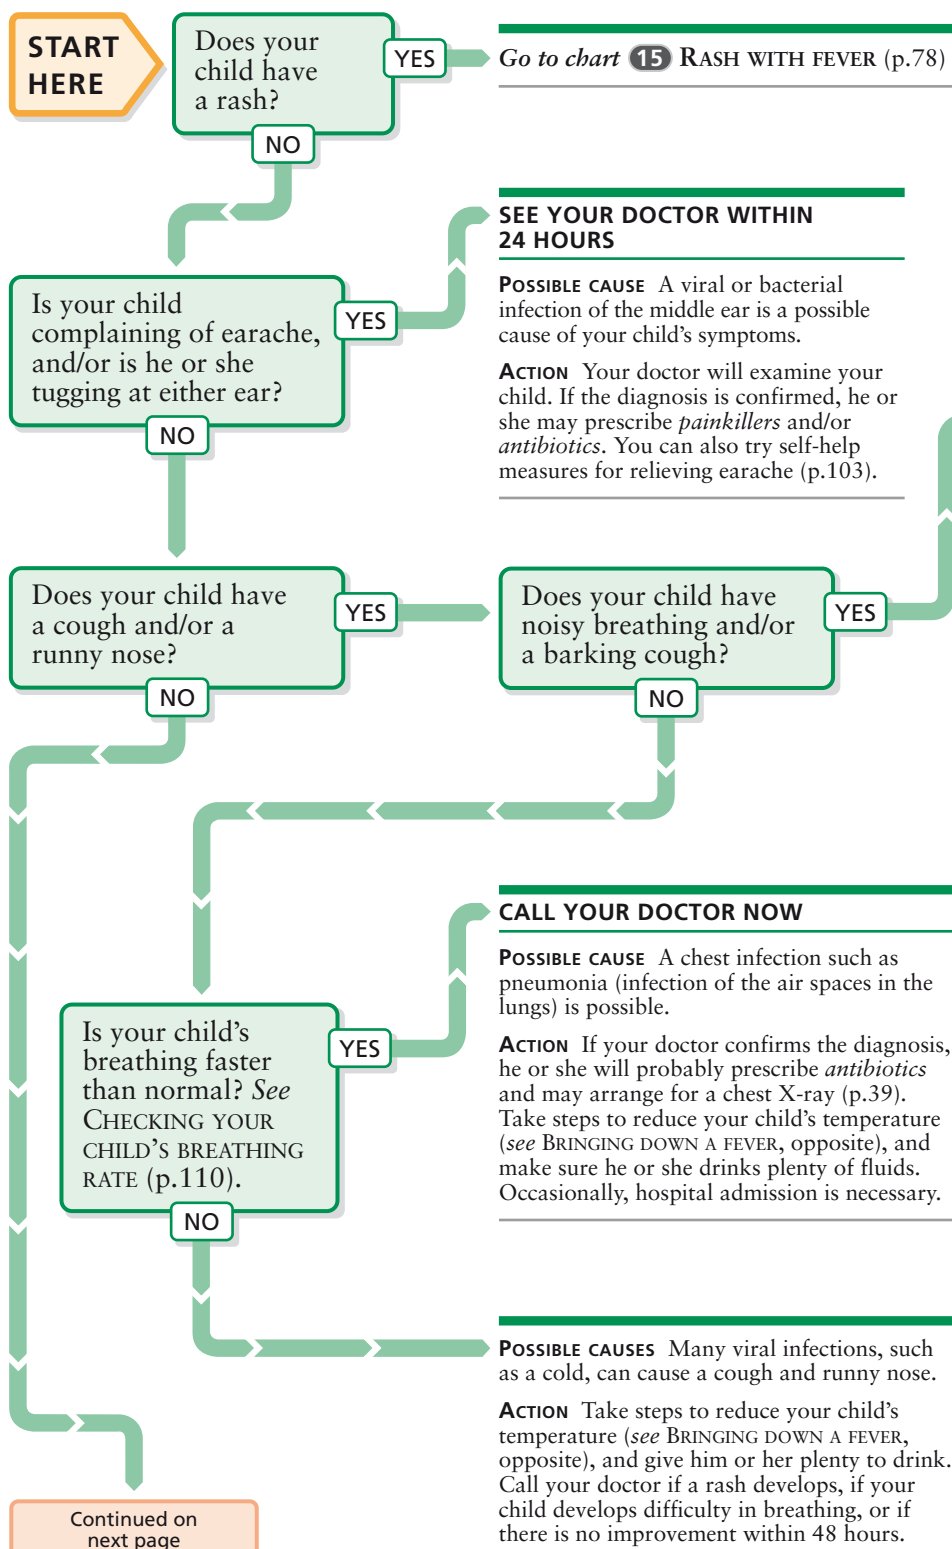 START
HERE
Does your
child have
a rash?
YES
Go to chart 15 RASH WITH FEVER (p.78)
NO
SEE YOUR DOCTOR WITHIN
24 HOURS
POSSIBLE CAUSE A viral or bacterial
infection of the middle ear is a possible
cause of your child's symptoms.
ACTION Your doctor will examine your
child. If the diagnosis is confirmed, he or
she may prescribe painkillers and/or
antibiotics. You can also try self-help
measures for relieving earache (p.103).
Is your child
complaining of earache,
and/or is he or she
tugging at either ear?
YES
NO
Does your child have
a cough and/or a
runny nose?
YES
NO
Does your child have
noisy breathing and/or
a barking cough?
YES
NO
CALL YOUR DOCTOR NOW
POSSIBLE CAUSE A chest infection such as
pneumonia (infection of the air spaces in the
lungs) is possible.
ACTION If your doctor confirms the diagnosis,
he or she will probably prescribe antibiotics
and may arrange for a chest X-ray (p.39).
Take steps to reduce your child's temperature
(see BRINGING DOWN A FEVER, opposite), and
make sure he or she drinks plenty of fluids.
Occasionally, hospital admission is necessary.
Is your child's
breathing faster
than normal? See
CHECKING YOUR
CHILD'S BREATHING
RATE (p.110).
YES
NO
POSSIBLE CAUSES Many viral infections, such
as a cold, can cause a cough and runny nose.
ACTION Take steps to reduce your child's
temperature (see BRINGING DOWN A FEVER,
opposite), and give him or her plenty to drink.
Call your doctor if a rash develops, if your
child develops difficulty in breathing, or if
there is no improvement within 48 hours.
Continued on
next page